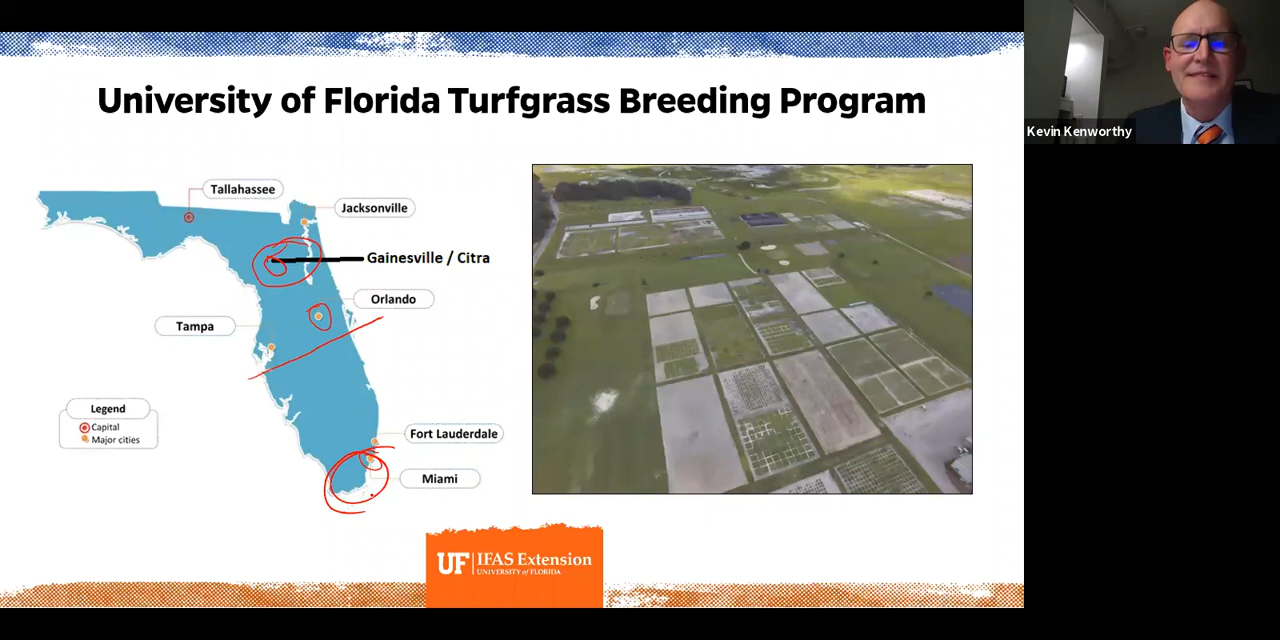 University of Florida Turfgrass Breeding Program
Kevin Kenworthy
Tallahassee
Jacksonville
Gainesville / Citra
Orlando
Tampa
Legend
Capital
Major cities
Fort Lauderdale
Miami
UF IFAS Extension
UNIVERSITY of FLORIDA